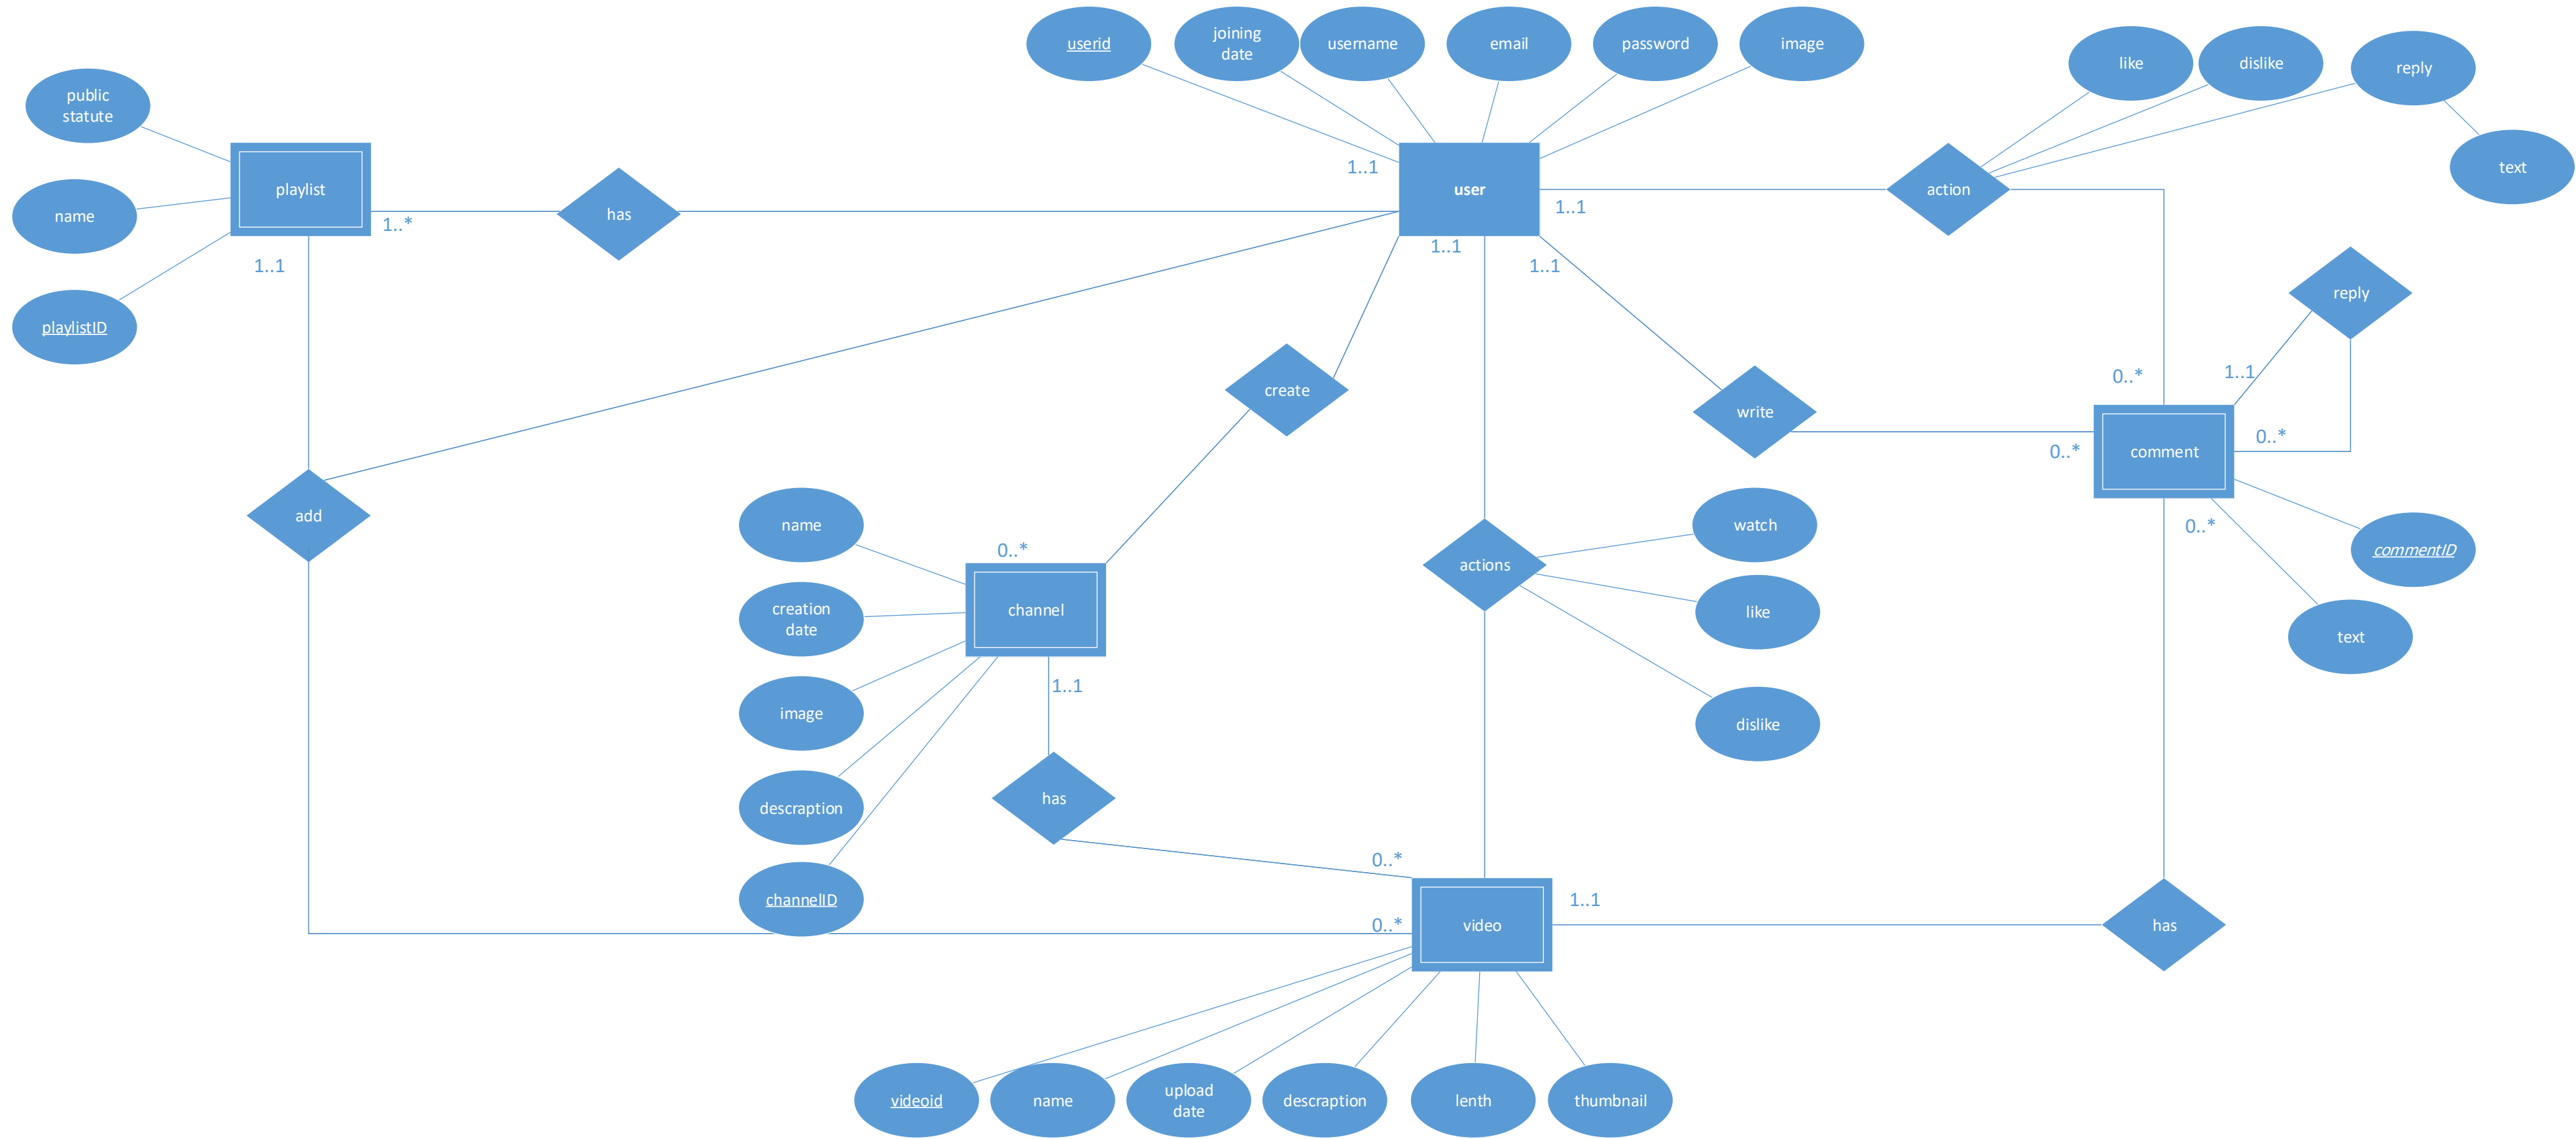 userid
joining
date
username
email
password
image
like
dislike
reply
text
public
statute
name
playlistID
playlist
1..*
1..1
has
1..1
user
1..1
1..1
1..1
action
reply
1..1
0..*
0..*
create
write
0..*
comment
0..*
commentID
text
add
name
creation
date
image
descraption
channelID
0..*
channel
1..1
has
actions
watch
like
dislike
0..*
0..*
video
1..1
has
videoid
name
upload
date
descraption
lenth
thumbnail